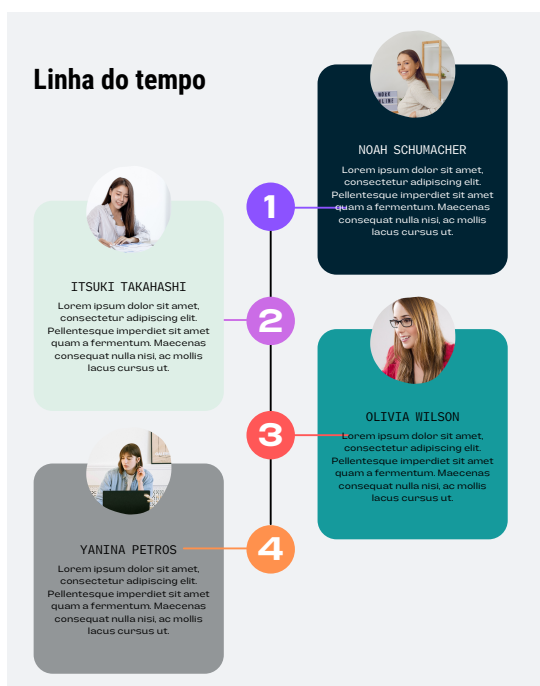 Linha do tempo
1
NOAH SCHUMACHER
Lorem ipsum dolor sit amet,
consectetur adipiscing elit.
Pellentesque imperdiet sit amet
quam a fermentum. Maecenas
consequat nulla nisi, ac mollis
lacus cursus ut.
2
ITSUKI TAKAHASHI
Lorem ipsum dolor sit amet,
consectetur adipiscing elit.
Pellentesque imperdiet sit amet
quam a fermentum. Maecenas
consequat nulla nisi, ac mollis
lacus cursus ut.
3
OLIVIA WILSON
Lorem ipsum dolor sit amet,
consectetur adipiscing elit.
Pellentesque imperdiet sit amet
quam a fermentum. Maecenas
consequat nulla nisi, ac mollis
lacus cursus ut.
4
YANINA PETROS
Lorem ipsum dolor sit amet,
consectetur adipiscing elit.
Pellentesque imperdiet sit amet
quam a fermentum. Maecenas
consequat nulla nisi, ac mollis
lacus cursus ut.